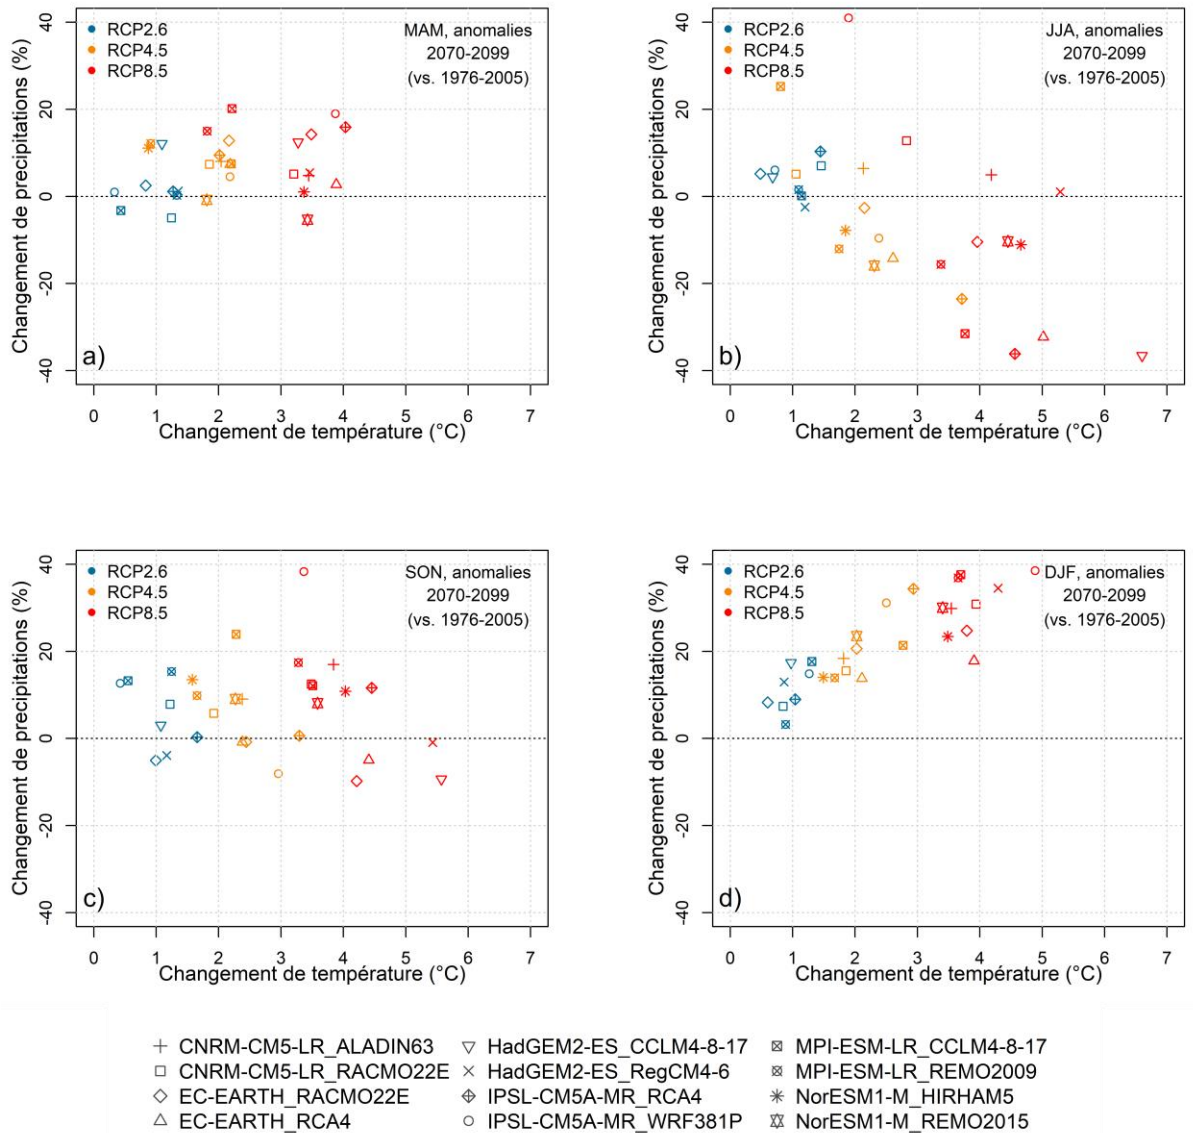 RCP2.6
RCP4.5
RCP8.5
MAM, anomalies
2070-2099
(vs. 1976-2005)
Changement de precipitations (%)
40
20
0
-20
-40
a)
0 1 2 3 4 5 6 7
Changement de température (°C)
RCP2.6
RCP4.5
RCP8.5
JJA, anomalies
2070-2099
(vs. 1976-2005)
Changement de precipitations (%)
40
20
0
-20
-40
b)
0 1 2 3 4 5 6 7
Changement de température (°C)
RCP2.6
RCP4.5
RCP8.5
SON, anomalies
2070-2099
(vs. 1976-2005)
Changement de precipitations (%)
40
20
0
-20
-40
c)
0 1 2 3 4 5 6 7
Changement de température (°C)
RCP2.6
RCP4.5
RCP8.5
DJF, anomalies
2070-2099
(vs. 1976-2005)
Changement de precipitations (%)
40
20
0
-20
-40
d)
0 1 2 3 4 5 6 7
Changement de température (°C)
CNRM-CM5-LR_ALADIN63 HadGEM2-ES_CCLM4-8-17 MPI-ESM-LR_CCLM4-8-17
CNRM-CM5-LR_RACMO22E HadGEM2-ES_RegCM4-6 MPI-ESM-LR_REMO2009
EC-EARTH_RACMO22E IPSL-CM5A-MR_RCA4 NorESM1-M_HIRHAM5
EC-EARTH_RCA4 IPSL-CM5A-MR_WRF381P NorESM1-M_REMO2015